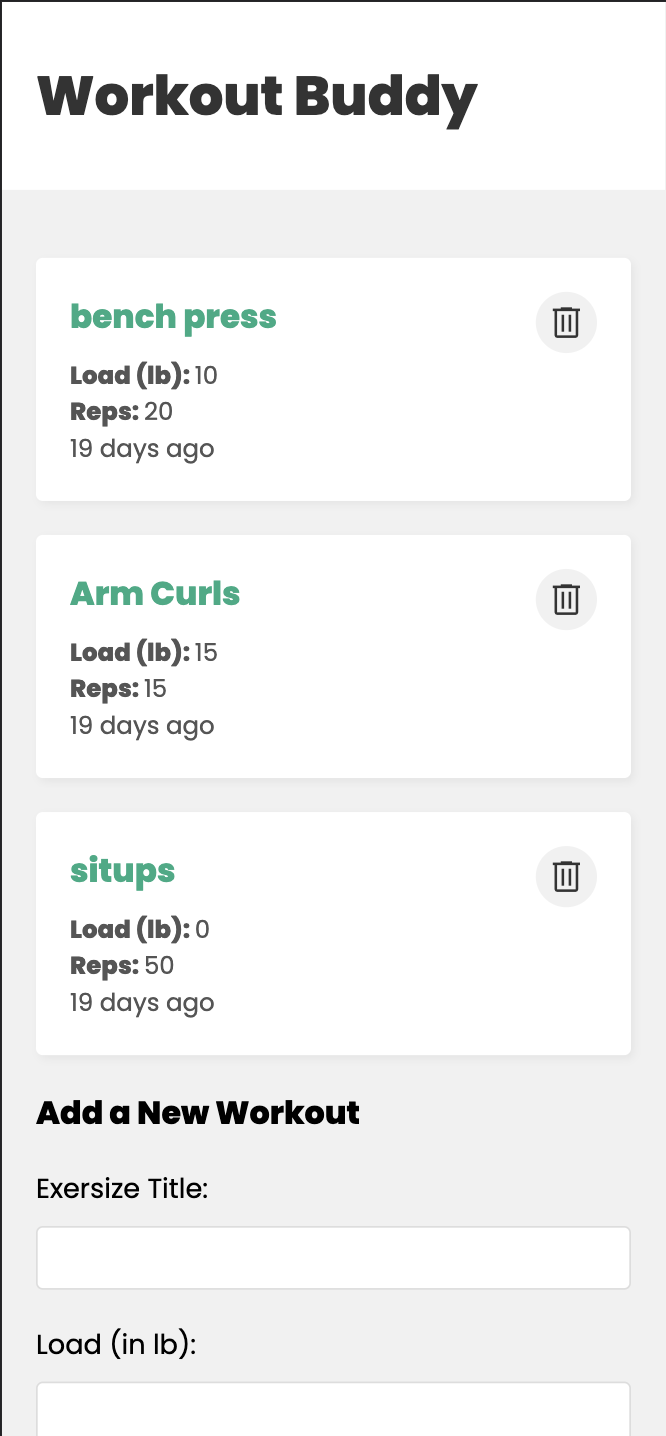 Workout Buddy
bench press
Load (lb): 10
Reps: 20
19 days ago
Arm Curls
Load (lb): 15
Reps: 15
19 days ago
situps
Load (lb): 0
Reps: 50
19 days ago
Add a New Workout
Exersize Title:
Load (in lb):